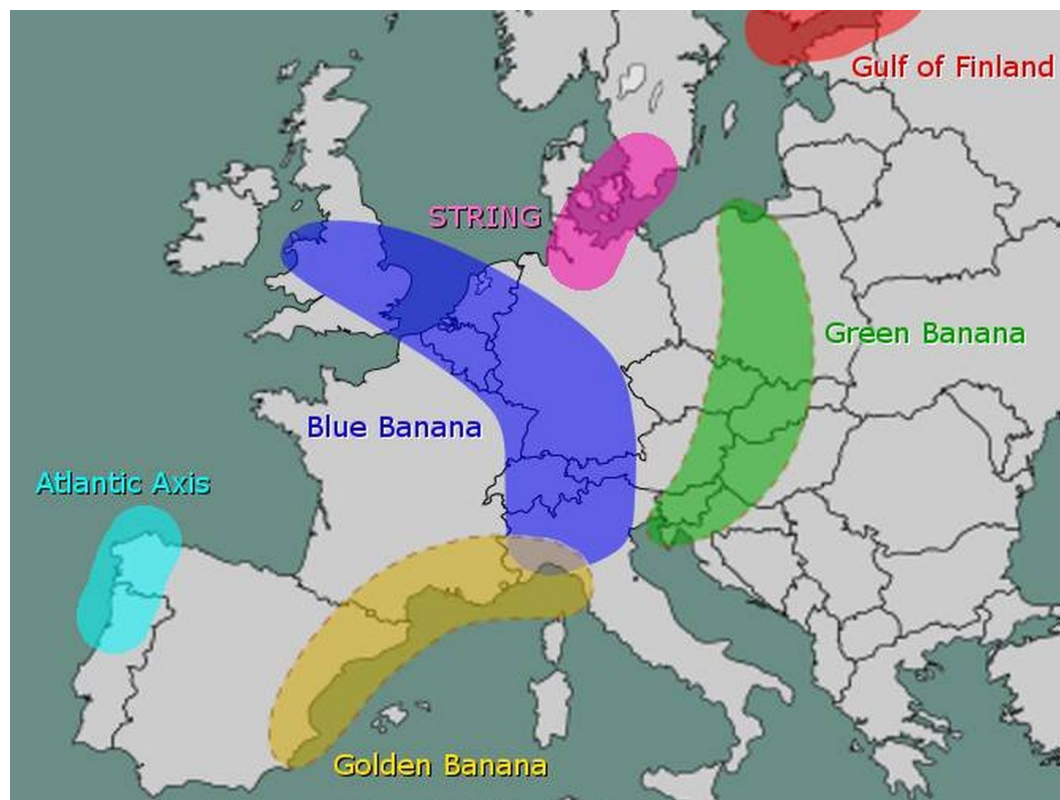 Gulf of Finland
STRING
Green Banana
Blue Banana
Atlantic Axis
Golden Banana